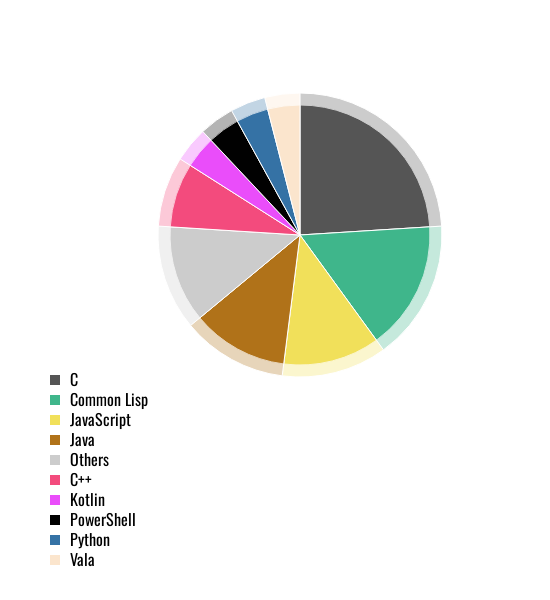 C
Common Lisp
JavaScript
Java
Others
C++
Kotlin
PowerShell
Python
Vala